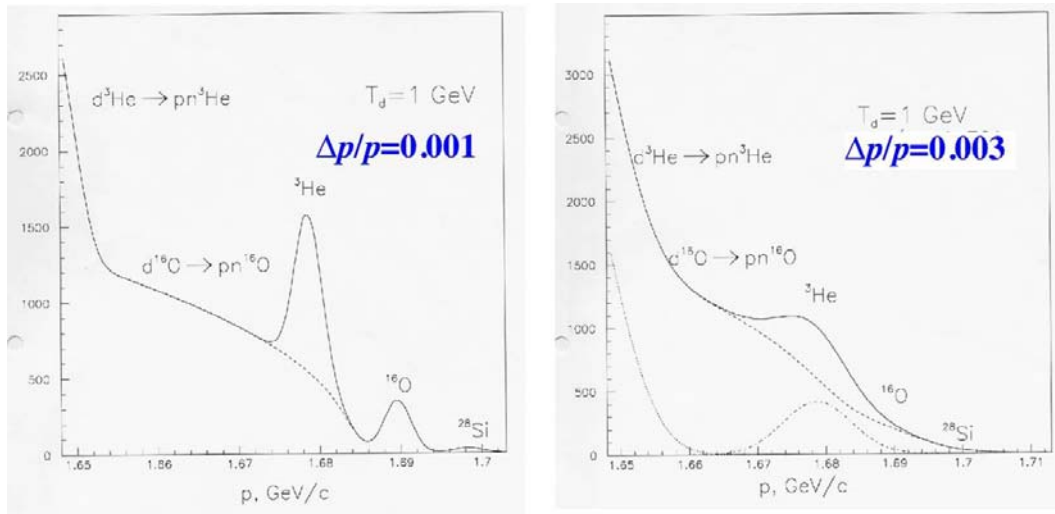 2500
2000
1500
1000
500
0
d³He→pn³He
T_d=1 GeV
Δp/p=0.001
³He
d¹⁶O→pn¹⁶O
¹⁶O
²⁸Si
1.65 1.66 1.67 1.68 1.69 1.7
p, GeV/c
3000
2500
2000
1500
1000
500
0
T_d=1 GeV
Δp/p=0.003
d³He→pn³He
d¹⁶O→pn¹⁶O
³He
¹⁶O
²⁸Si
1.65 1.66 1.67 1.68 1.69 1.70 1.71
p, GeV/c